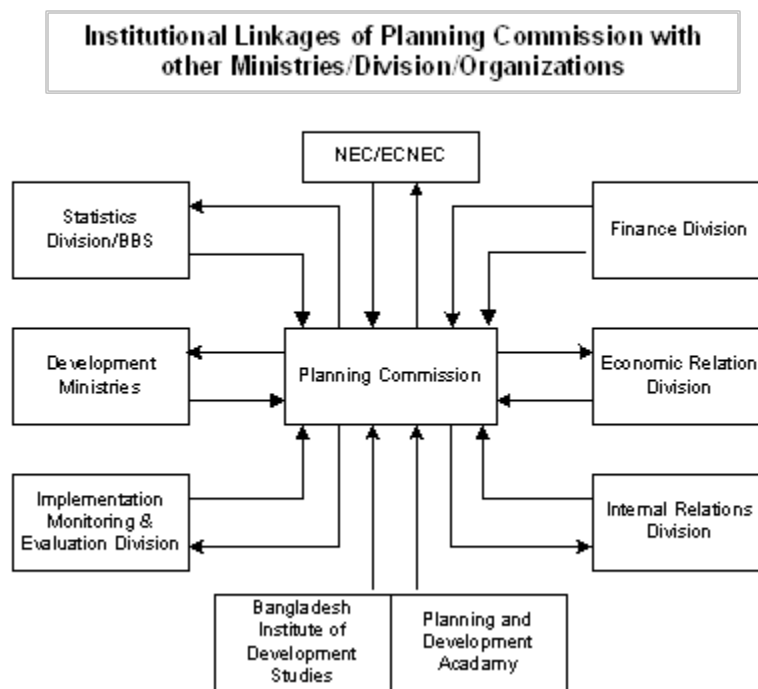 Institutional Linkages of Planning Commission with
other Ministries/Division/Organizations
NEC/ECNEC
Statistics
Division/BBS
Finance Division
Development
Ministries
Planning Commission
Economic Relation
Division
Implementation
Monitoring &
Evaluation Division
Internal Relations
Division
Bangladesh
Institute of
Development
Studies
Planning and
Development
Acadamy